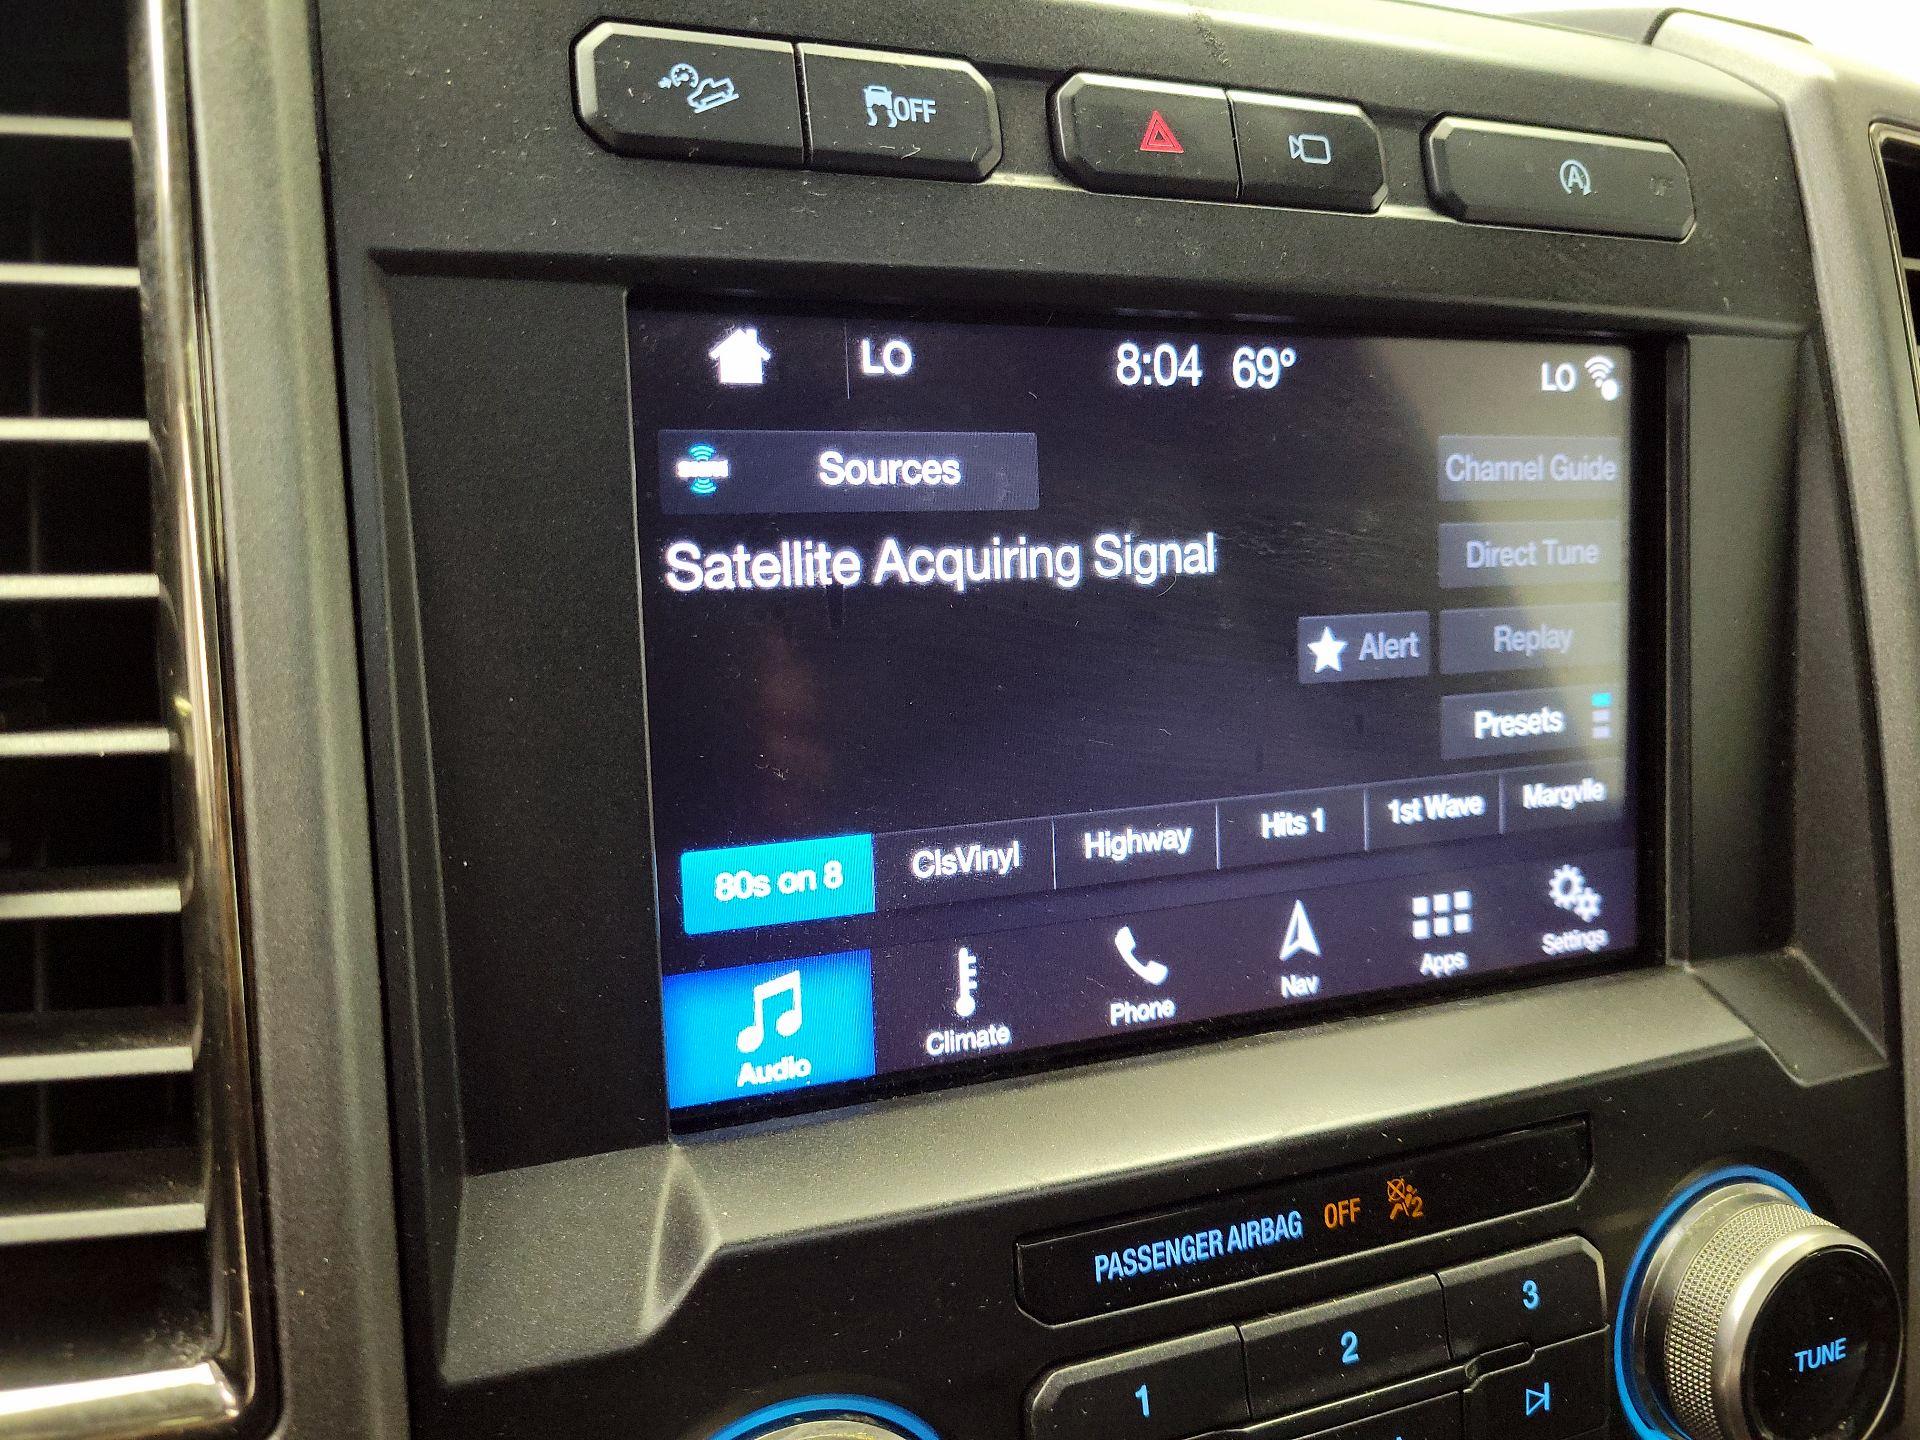 OFF
A
LO
8:04 69°
LO
Sources
Channel Guide
Satellite Acquiring Signal
Direct Tune
Alert
Replay
Presets
80s on 8
ClsVinyl
Highway
Hits 1
1st Wave
Margvlle
Audio
Climate
Phone
Nav
Apps
Settings
PASSENGER AIRBAG OFF 2
1
2
3
TUNE